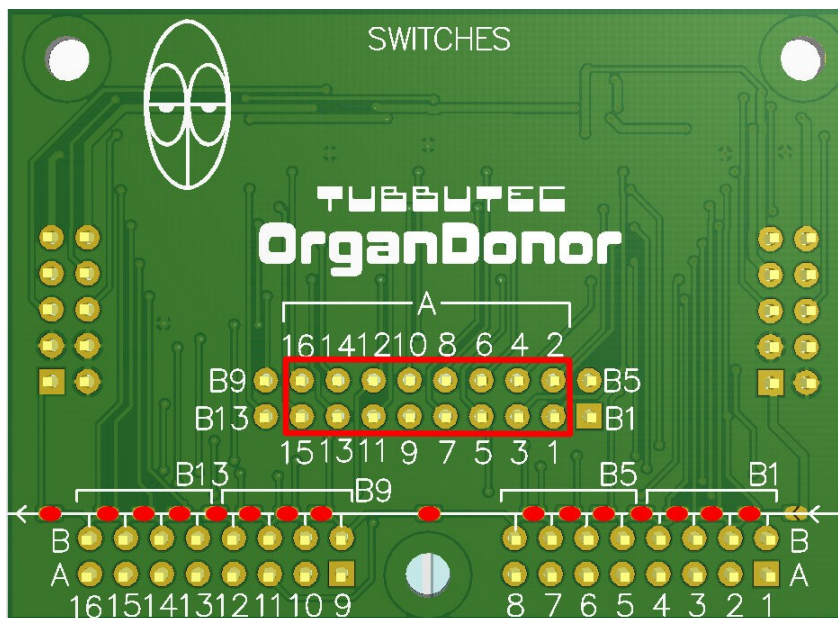 SWITCHES
TUBBUTEC
OrganDonor
A
16 14 12 10 8 6 4 2
B9 B5
B13 B1
15 13 11 9 7 5 3 1
B13 B9 B5 B1
B B
A A
16 15 14 13 12 11 10 9 8 7 6 5 4 3 2 1